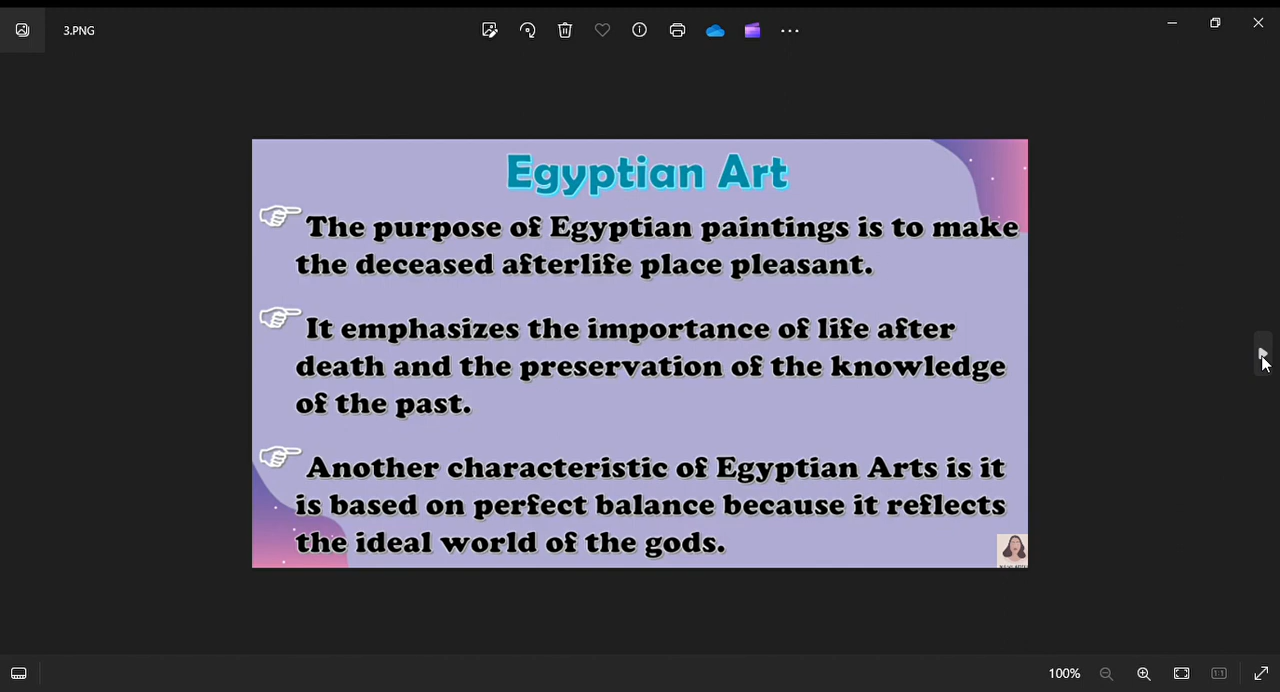 3.PNG
Egyptian Art
The purpose of Egyptian paintings is to make
the deceased afterlife place pleasant.
It emphasizes the importance of life after
death and the preservation of the knowledge
of the past.
Another characteristic of Egyptian Arts is it
is based on perfect balance because it reflects
the ideal world of the gods.
100%
1:1